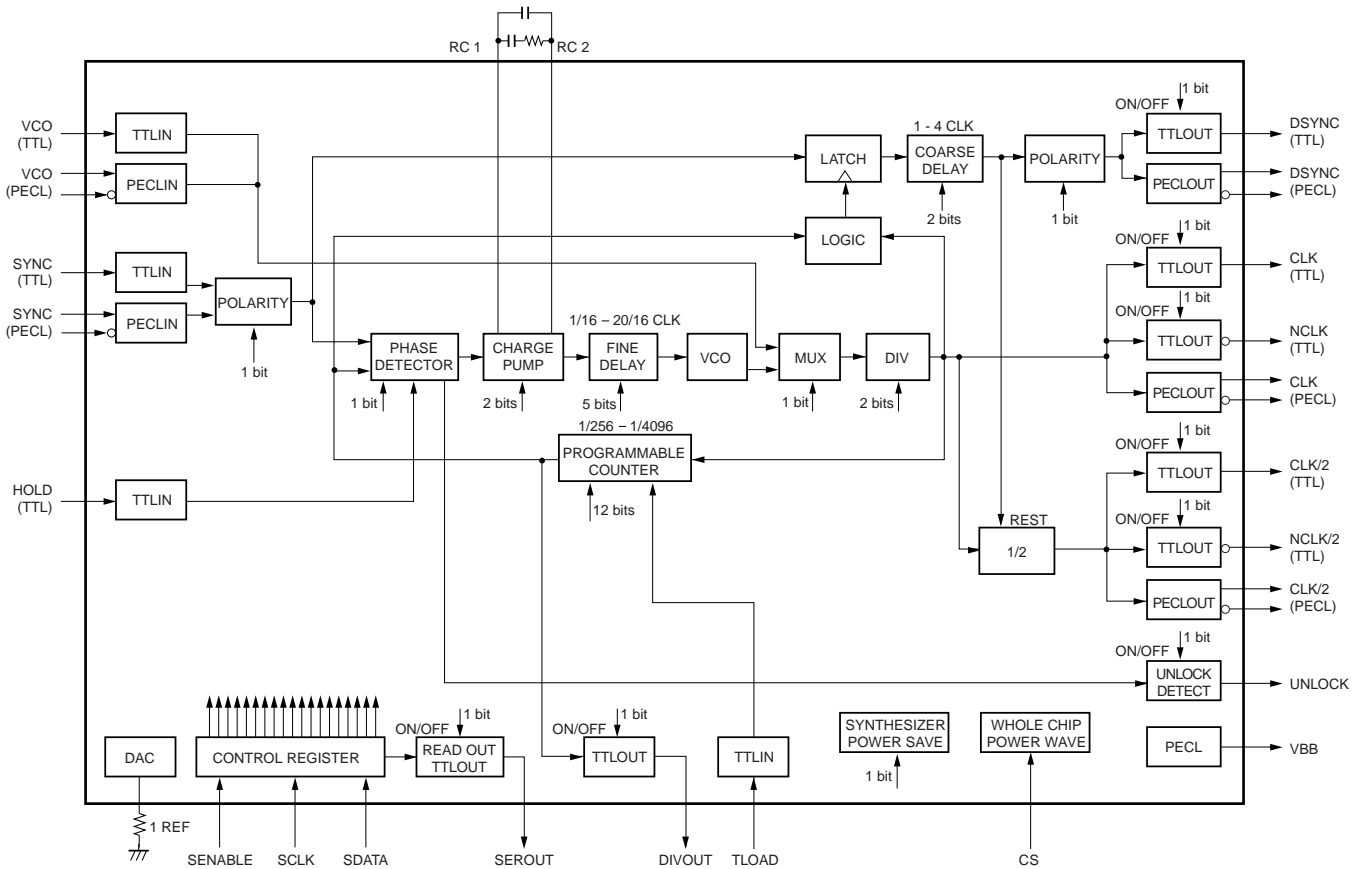 RC 1
RC 2
VCO
(TTL)
TTLIN
VCO
(PECL)
PECLIN
SYNC
(TTL)
TTLIN
SYNC
(PECL)
PECLIN
POLARITY
1 bit
HOLD
(TTL)
TTLIN
PHASE
DETECTOR
1 bit
CHARGE
PUMP
2 bits
1/16 – 20/16 CLK
FINE
DELAY
5 bits
VCO
MUX
1 bit
DIV
2 bits
LATCH
LOGIC
1 - 4 CLK
COARSE
DELAY
2 bits
POLARITY
1 bit
1/256 – 1/4096
PROGRAMMABLE
COUNTER
12 bits
REST
1/2
1 bit
ON/OFF
TTLOUT
DSYNC
(TTL)
PECLOUT
DSYNC
(PECL)
1 bit
ON/OFF
TTLOUT
CLK
(TTL)
1 bit
ON/OFF
TTLOUT
NCLK
(TTL)
PECLOUT
CLK
(PECL)
1 bit
ON/OFF
TTLOUT
CLK/2
(TTL)
1 bit
ON/OFF
TTLOUT
NCLK/2
(TTL)
PECLOUT
CLK/2
(PECL)
1 bit
ON/OFF
UNLOCK
DETECT
UNLOCK
PECL
VBB
DAC
1 REF
CONTROL REGISTER
SENABLE
SCLK
SDATA
1 bit
ON/OFF
READ OUT
TTLOUT
SEROUT
1 bit
ON/OFF
TTLOUT
DIVOUT
TTLIN
TLOAD
SYNTHESIZER
POWER SAVE
1 bit
WHOLE CHIP
POWER WAVE
CS